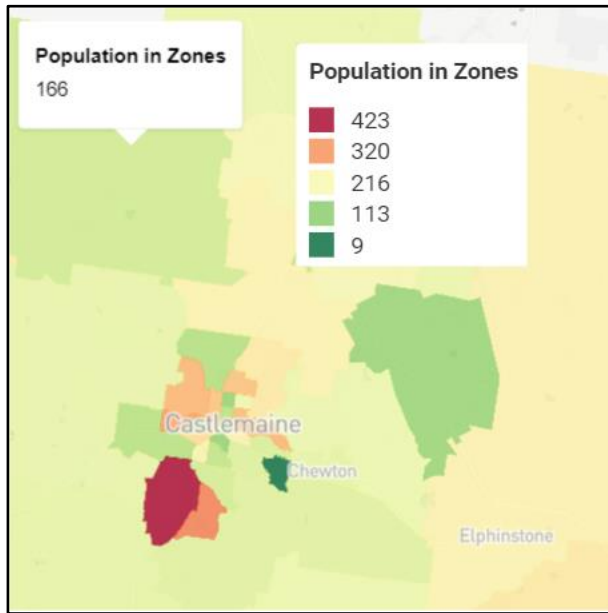 Population in Zones
166
Population in Zones
423
320
216
113
9
Castlemaine
Chewton
Elphinstone